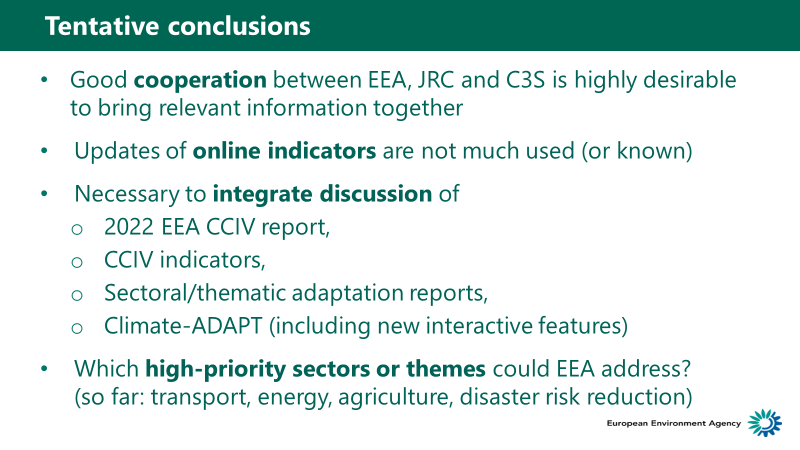 Tentative conclusions
• Good cooperation between EEA, JRC and C3S is highly desirable
to bring relevant information together
• Updates of online indicators are not much used (or known)
• Necessary to integrate discussion of
o 2022 EEA CCIV report,
o CCIV indicators,
o Sectoral/thematic adaptation reports,
o Climate-ADAPT (including new interactive features)
• Which high-priority sectors or themes could EEA address?
(so far: transport, energy, agriculture, disaster risk reduction)
European Environment Agency